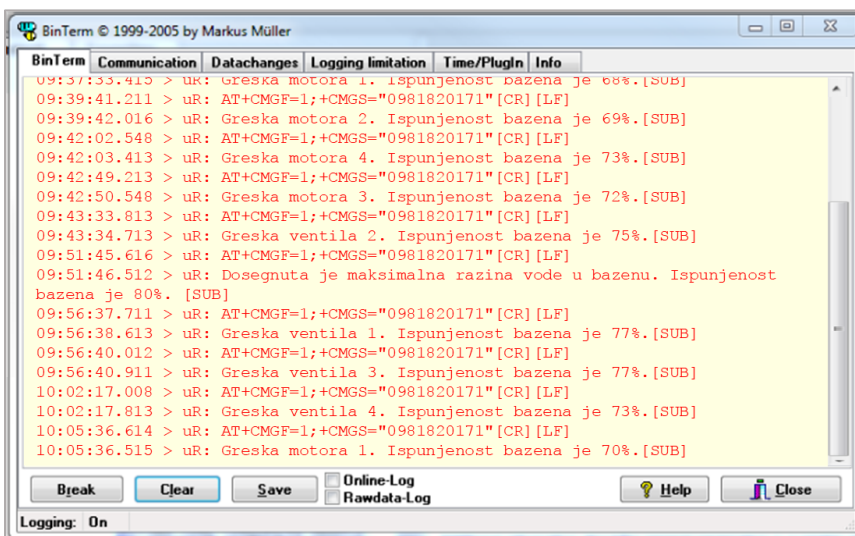 BinTerm © 1999-2005 by Markus Müller
BinTerm Communication Datachanges Logging limitation Time/PlugIn Info
09:37:33.415 > uR: Greska motora 1. Ispunjenost bazena je 68%.[SUB]
09:39:41.211 > uR: AT+CMGF=1;+CMGS="0981820171"[CR][LF]
09:39:42.016 > uR: Greska motora 2. Ispunjenost bazena je 69%.[SUB]
09:42:02.548 > uR: AT+CMGF=1;+CMGS="0981820171"[CR][LF]
09:42:03.413 > uR: Greska motora 4. Ispunjenost bazena je 73%.[SUB]
09:42:49.213 > uR: AT+CMGF=1;+CMGS="0981820171"[CR][LF]
09:42:50.548 > uR: Greska motora 3. Ispunjenost bazena je 72%.[SUB]
09:43:33.813 > uR: AT+CMGF=1;+CMGS="0981820171"[CR][LF]
09:43:34.713 > uR: Greska ventila 2. Ispunjenost bazena je 75%.[SUB]
09:51:45.616 > uR: AT+CMGF=1;+CMGS="0981820171"[CR][LF]
09:51:46.512 > uR: Dosegnuta je maksimalna razina vode u bazenu. Ispunjenost
bazena je 80%. [SUB]
09:56:37.711 > uR: AT+CMGF=1;+CMGS="0981820171"[CR][LF]
09:56:38.613 > uR: Greska ventila 1. Ispunjenost bazena je 77%.[SUB]
09:56:40.012 > uR: AT+CMGF=1;+CMGS="0981820171"[CR][LF]
09:56:40.911 > uR: Greska ventila 3. Ispunjenost bazena je 77%.[SUB]
10:02:17.008 > uR: AT+CMGF=1;+CMGS="0981820171"[CR][LF]
10:02:17.813 > uR: Greska ventila 4. Ispunjenost bazena je 73%.[SUB]
10:05:36.614 > uR: AT+CMGF=1;+CMGS="0981820171"[CR][LF]
10:05:36.515 > uR: Greska motora 1. Ispunjenost bazena je 70%.[SUB]
Break Clear Save Online-Log Help Close
Rawdata-Log
Logging: On